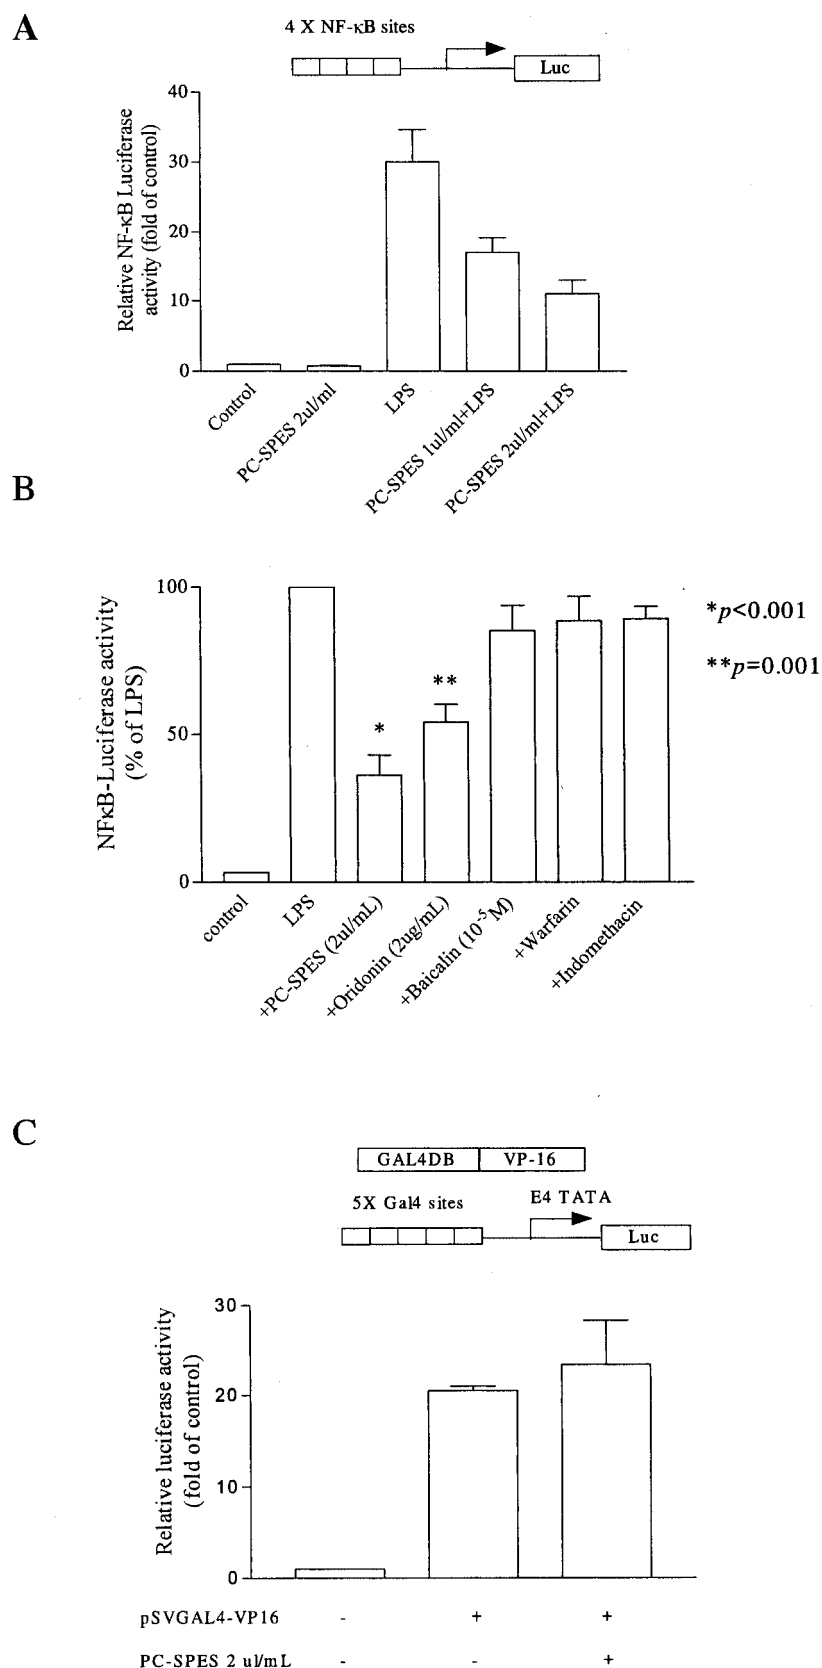 A
4 X NF-κB sites
Luc
Relative NF-κB Luciferase
activity (fold of control)
40
30
20
10
0
Control
PC-SPES 2ul/ml
LPS
PC-SPES 1ul/ml+LPS
PC-SPES 2ul/ml+LPS
B
NFκB-Luciferase activity
(% of LPS)
100
50
0
*
**
*p<0.001
**p=0.001
control
LPS
+PC-SPES (2ul/mL)
+Oridonin (2ug/mL)
+Baicalin (10⁻⁵M)
+Warfarin
+Indomethacin
C
GAL4DB VP-16
5X Gal4 sites E4 TATA
Luc
Relative luciferase activity
(fold of control)
30
20
10
0
pSVGAL4-VP16 - + +
PC-SPES 2 ul/mL - - +